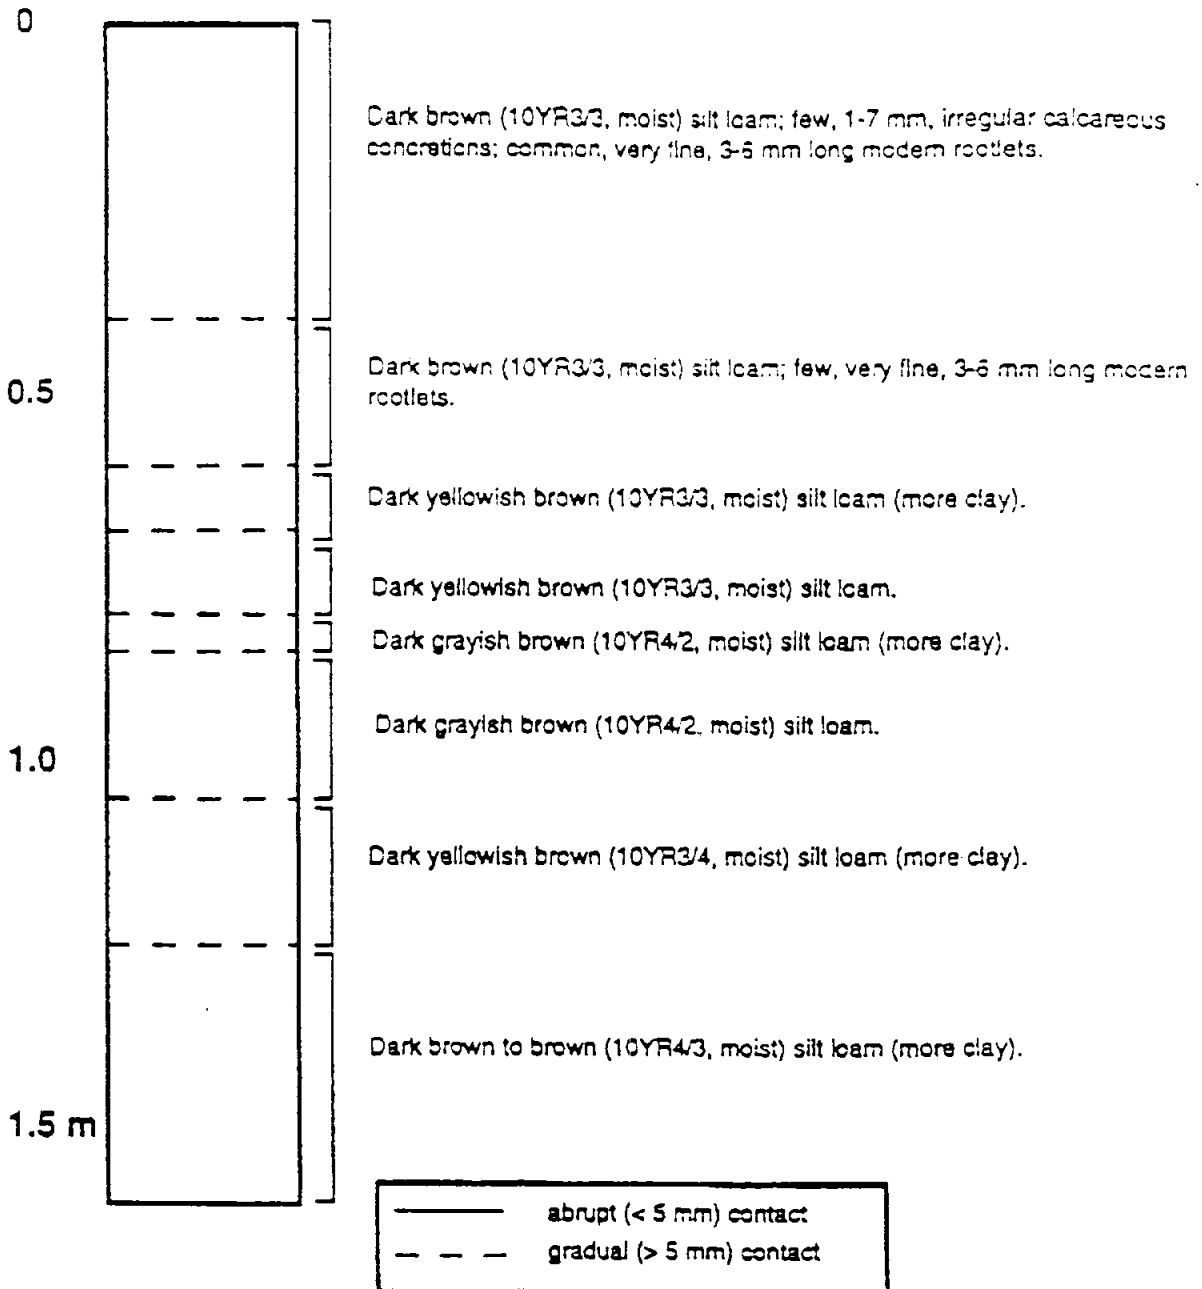 0
Dark brown (10YR3/3, moist) silt loam; few, 1-7 mm, irregular calcareous
concretions; common, very fine, 3-6 mm long modern rootlets.
0.5
Dark brown (10YR3/3, moist) silt loam; few, very fine, 3-6 mm long modern
rootlets.
Dark yellowish brown (10YR3/3, moist) silt loam (more clay).
Dark yellowish brown (10YR3/3, moist) silt loam.
Dark grayish brown (10YR4/2, moist) silt loam (more clay).
Dark grayish brown (10YR4/2, moist) silt loam.
1.0
Dark yellowish brown (10YR3/4, moist) silt loam (more clay).
Dark brown to brown (10YR4/3, moist) silt loam (more clay).
1.5 m
abrupt (< 5 mm) contact
gradual (> 5 mm) contact